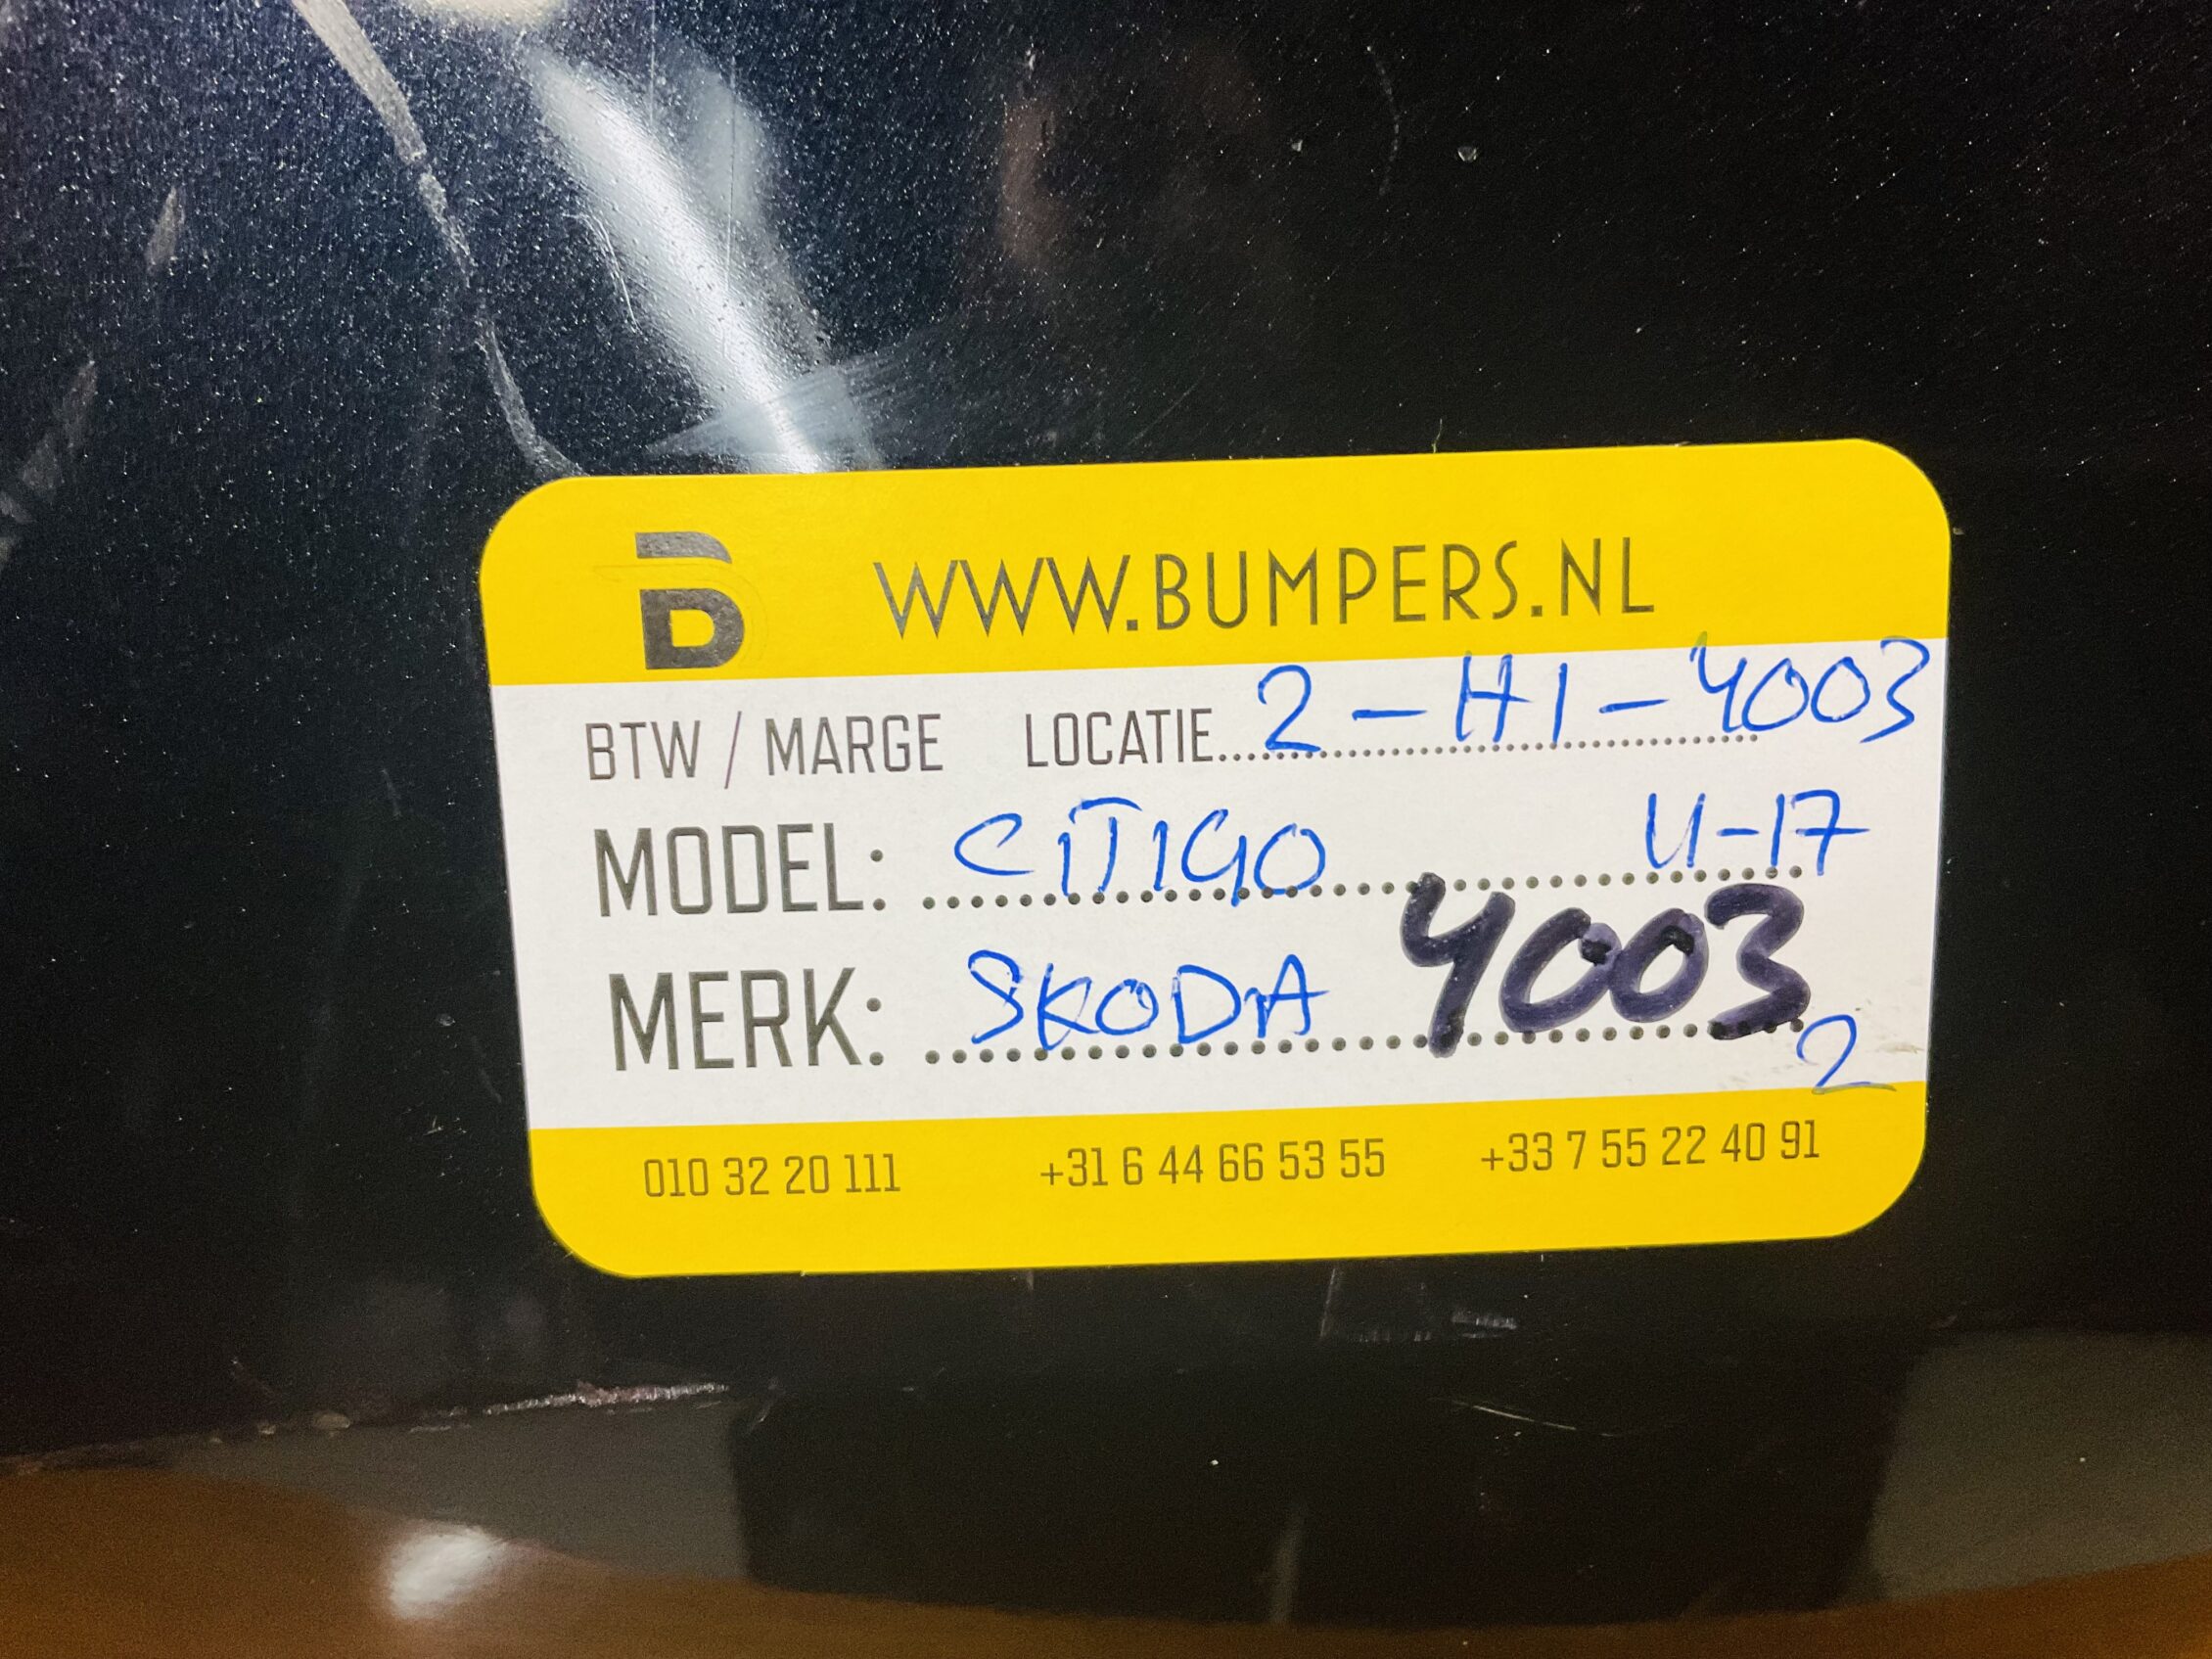 B WWW.BUMPERS.NL
BTW / MARGE LOCATIE 2-H1-4003
MODEL: CITIGO U-17
MERK: SKODA 4003
2
010 32 20 111 +31 6 44 66 53 55 +33 7 55 22 40 91